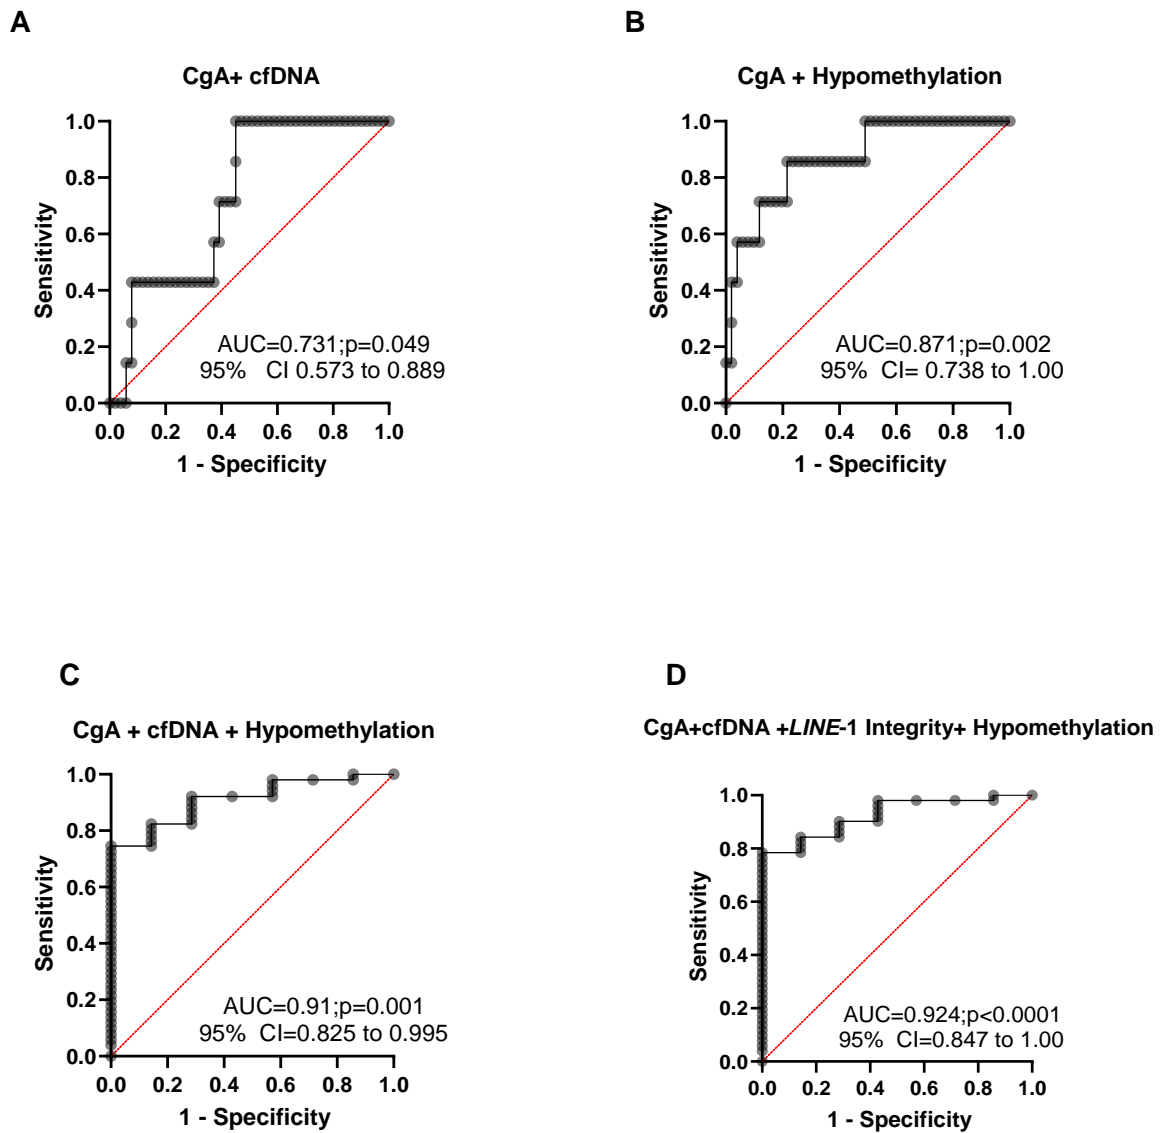 A
CgA+ cfDNA
1.0
0.8
0.6
0.4
0.2
0.0
Sensitivity
AUC=0.731;p=0.049
95% CI 0.573 to 0.889
0.0 0.2 0.4 0.6 0.8 1.0
1 - Specificity
B
CgA + Hypomethylation
1.0
0.8
0.6
0.4
0.2
0.0
Sensitivity
AUC=0.871;p=0.002
95% CI= 0.738 to 1.00
0.0 0.2 0.4 0.6 0.8 1.0
1 - Specificity
C
CgA + cfDNA + Hypomethylation
1.0
0.8
0.6
0.4
0.2
0.0
Sensitivity
AUC=0.91;p=0.001
95% CI=0.825 to 0.995
0.0 0.2 0.4 0.6 0.8 1.0
1 - Specificity
D
CgA+cfDNA +LINE-1 Integrity+ Hypomethylation
1.0
0.8
0.6
0.4
0.2
0.0
Sensitivity
AUC=0.924;p<0.0001
95% CI=0.847 to 1.00
0.0 0.2 0.4 0.6 0.8 1.0
1 - Specificity